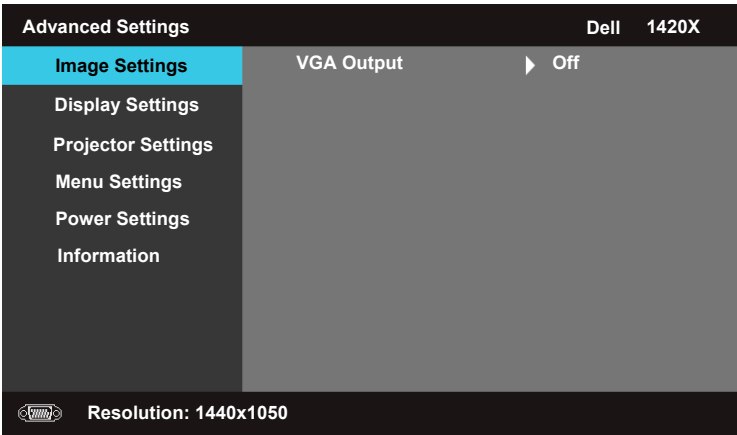 Advanced Settings Dell 1420X
Image Settings VGA Output Off
Display Settings
Projector Settings
Menu Settings
Power Settings
Information
Resolution: 1440x1050